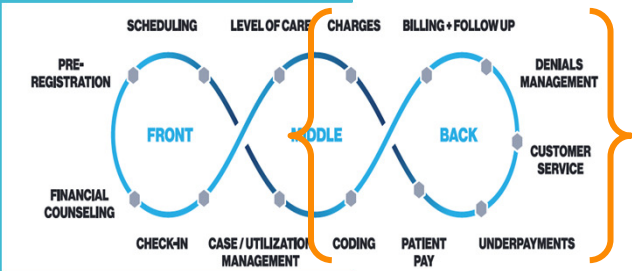 SCHEDULING
LEVEL OF CARE
CHARGES
BILLING + FOLLOW UP
PRE-
REGISTRATION
DENIALS
MANAGEMENT
FRONT
MIDDLE
BACK
CUSTOMER
SERVICE
FINANCIAL
COUNSELING
CHECK-IN
CASE / UTILIZATION
MANAGEMENT
CODING
PATIENT
PAY
UNDERPAYMENTS